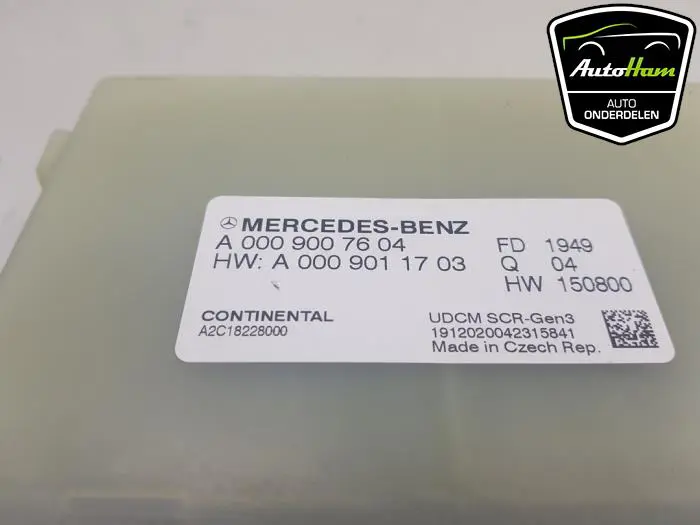 AutoHam
AUTO
ONDERDELEN
MERCEDES-BENZ
A 000 900 76 04 FD 1949
HW: A 000 901 17 03 Q 04
HW 150800
CONTINENTAL UDCM SCR-Gen3
A2C18228000 1912020042315841
Made in Czech Rep.